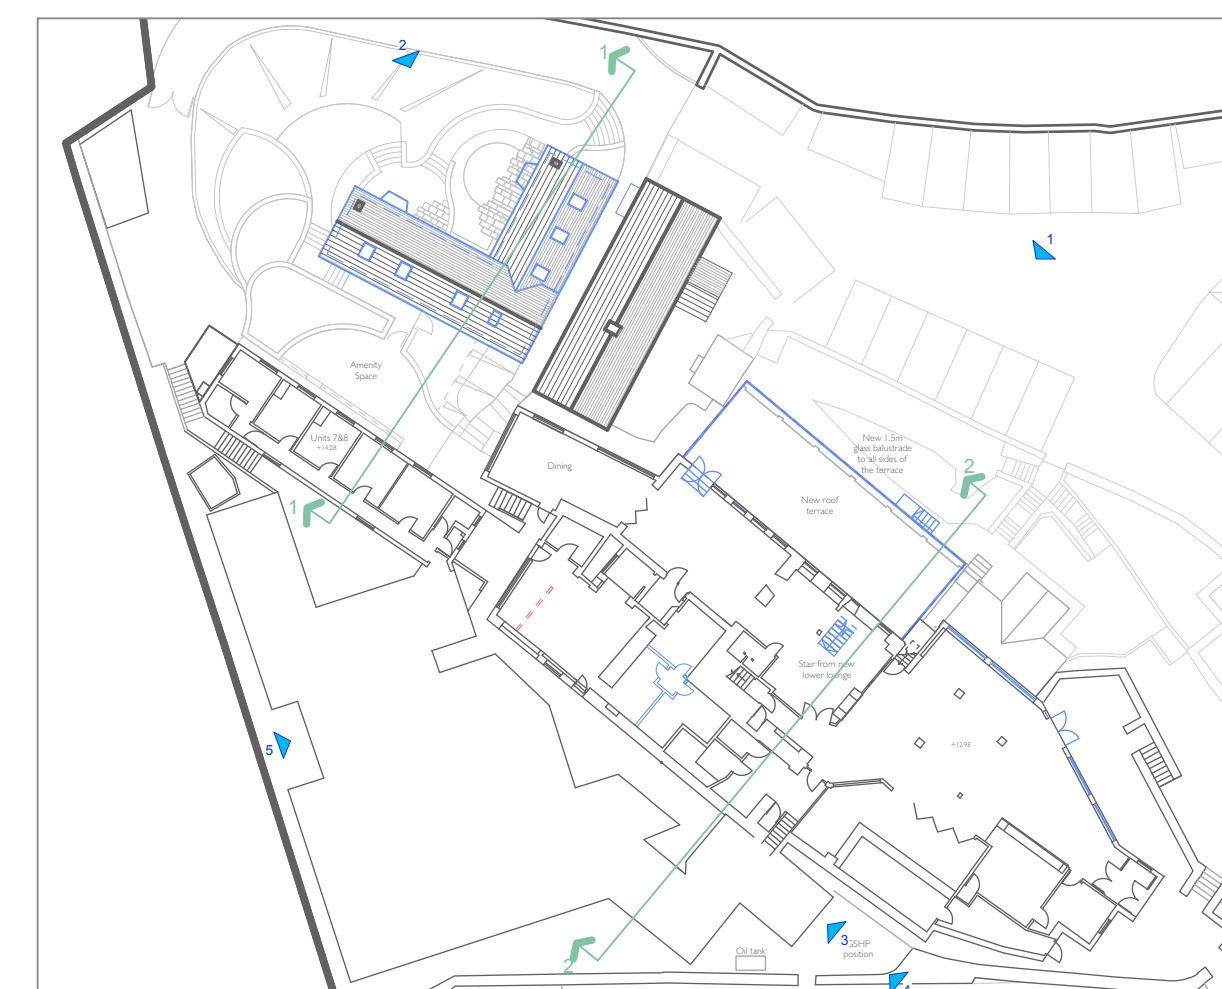 2
1
1
Amenity
Space
Units 7&8
+14.28
Dining
New 1.5m
glass balustrade
to all sides of
the terrace
2
New roof
terrace
1
Stair from new
lower lounge
5
+12.98
3
GSHP
position
Oil tank
2
4